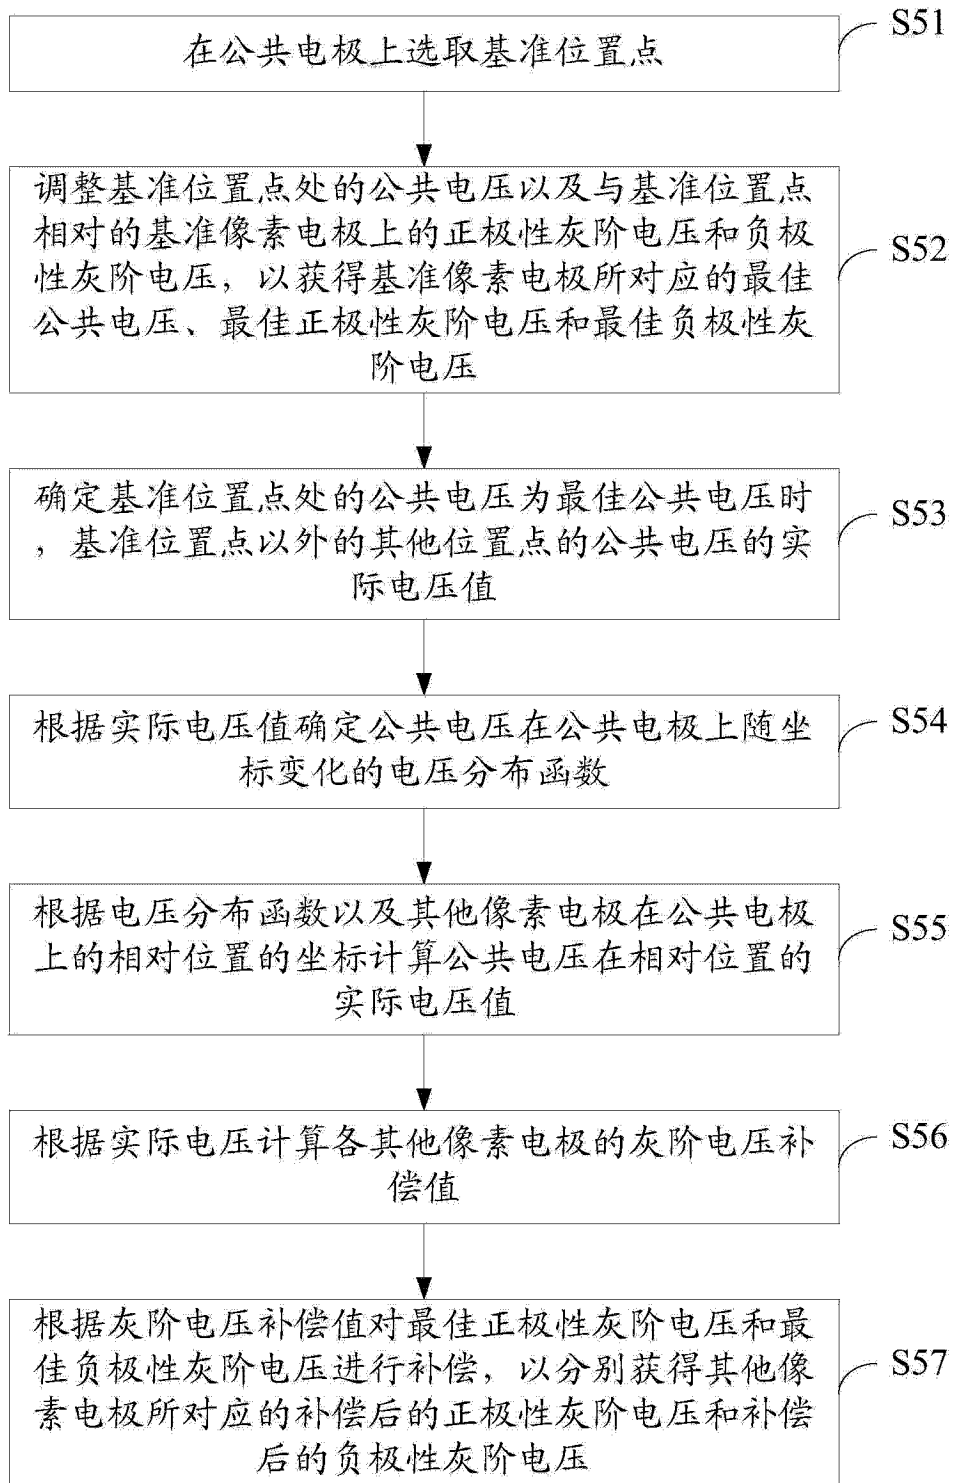 在公共电极上选取基准位置点
S51
调整基准位置点处的公共电压以及与基准位置点
相对的基准像素电极上的正极性灰阶电压和负极
性灰阶电压，以获得基准像素电极所对应的最佳
公共电压、最佳正极性灰阶电压和最佳负极性灰
阶电压
S52
确定基准位置点处的公共电压为最佳公共电压时
，基准位置点以外的其他位置点的公共电压的实
际电压值
S53
根据实际电压值确定公共电压在公共电极上随坐
标变化的电压分布函数
S54
根据电压分布函数以及其他像素电极在公共电极
上的相对位置的坐标计算公共电压在相对位置的
实际电压值
S55
根据实际电压计算各其他像素电极的灰阶电压补
偿值
S56
根据灰阶电压补偿值对最佳正极性灰阶电压和最
佳负极性灰阶电压进行补偿，以分别获得其他像
素电极所对应的补偿后的正极性灰阶电压和补偿
后的负极性灰阶电压
S57